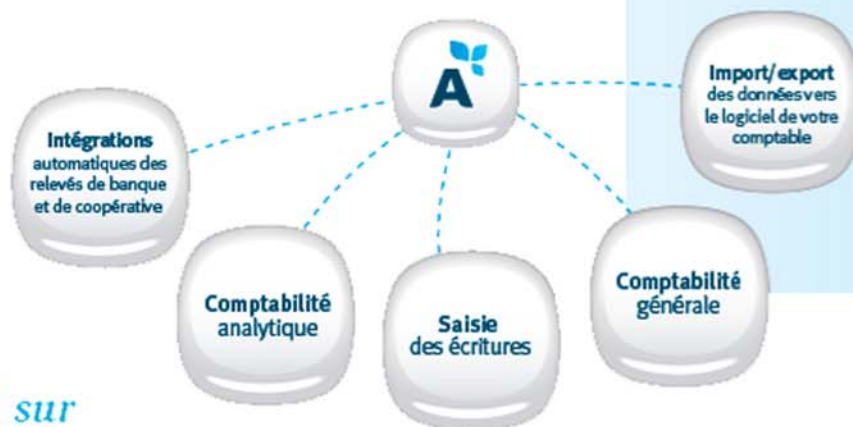 A
Import/export
des données vers
le logiciel de votre
comptable
Intégrations
automatiques des
relevés de banque
et de coopérative
Comptabilité
analytique
Saisie
des écritures
Comptabilité
générale
sur